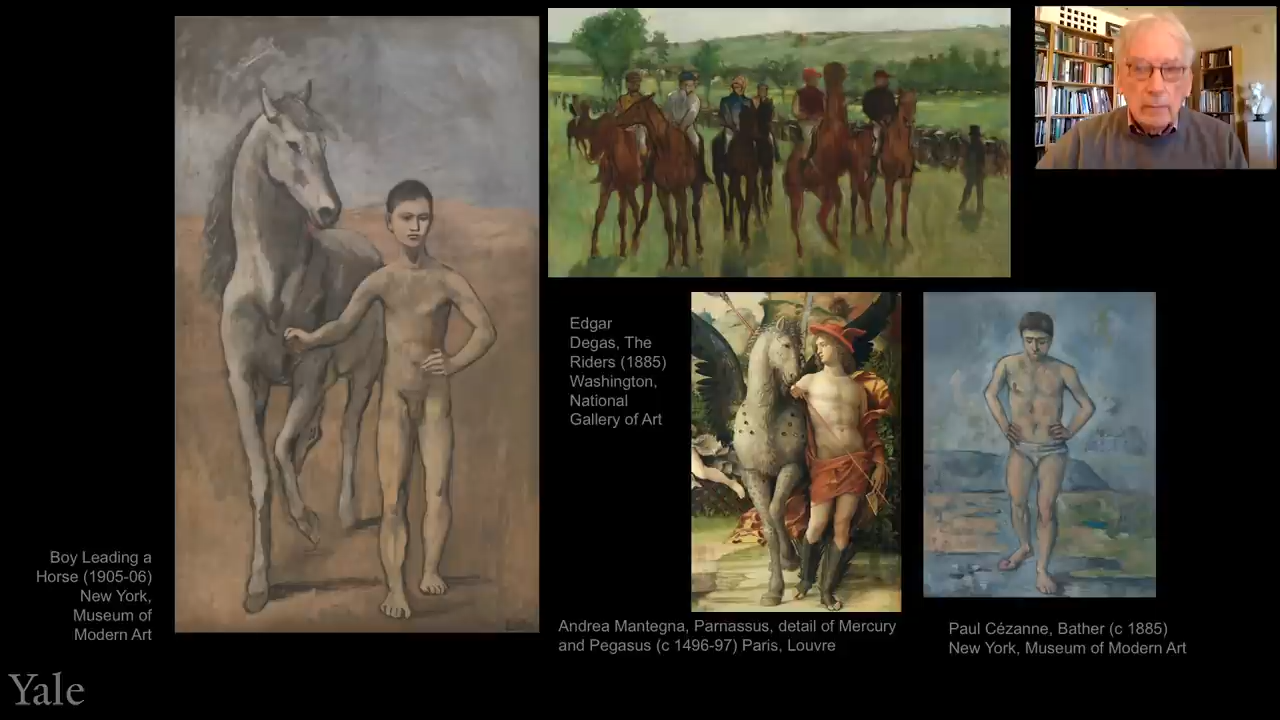 Edgar
Degas, The
Riders (1885)
Washington,
National
Gallery of Art
Boy Leading a
Horse (1905-06)
New York,
Museum of
Modern Art
Andrea Mantegna, Parnassus, detail of Mercury
and Pegasus (c 1496-97) Paris, Louvre
Paul Cézanne, Bather (c 1885)
New York, Museum of Modern Art
Yale